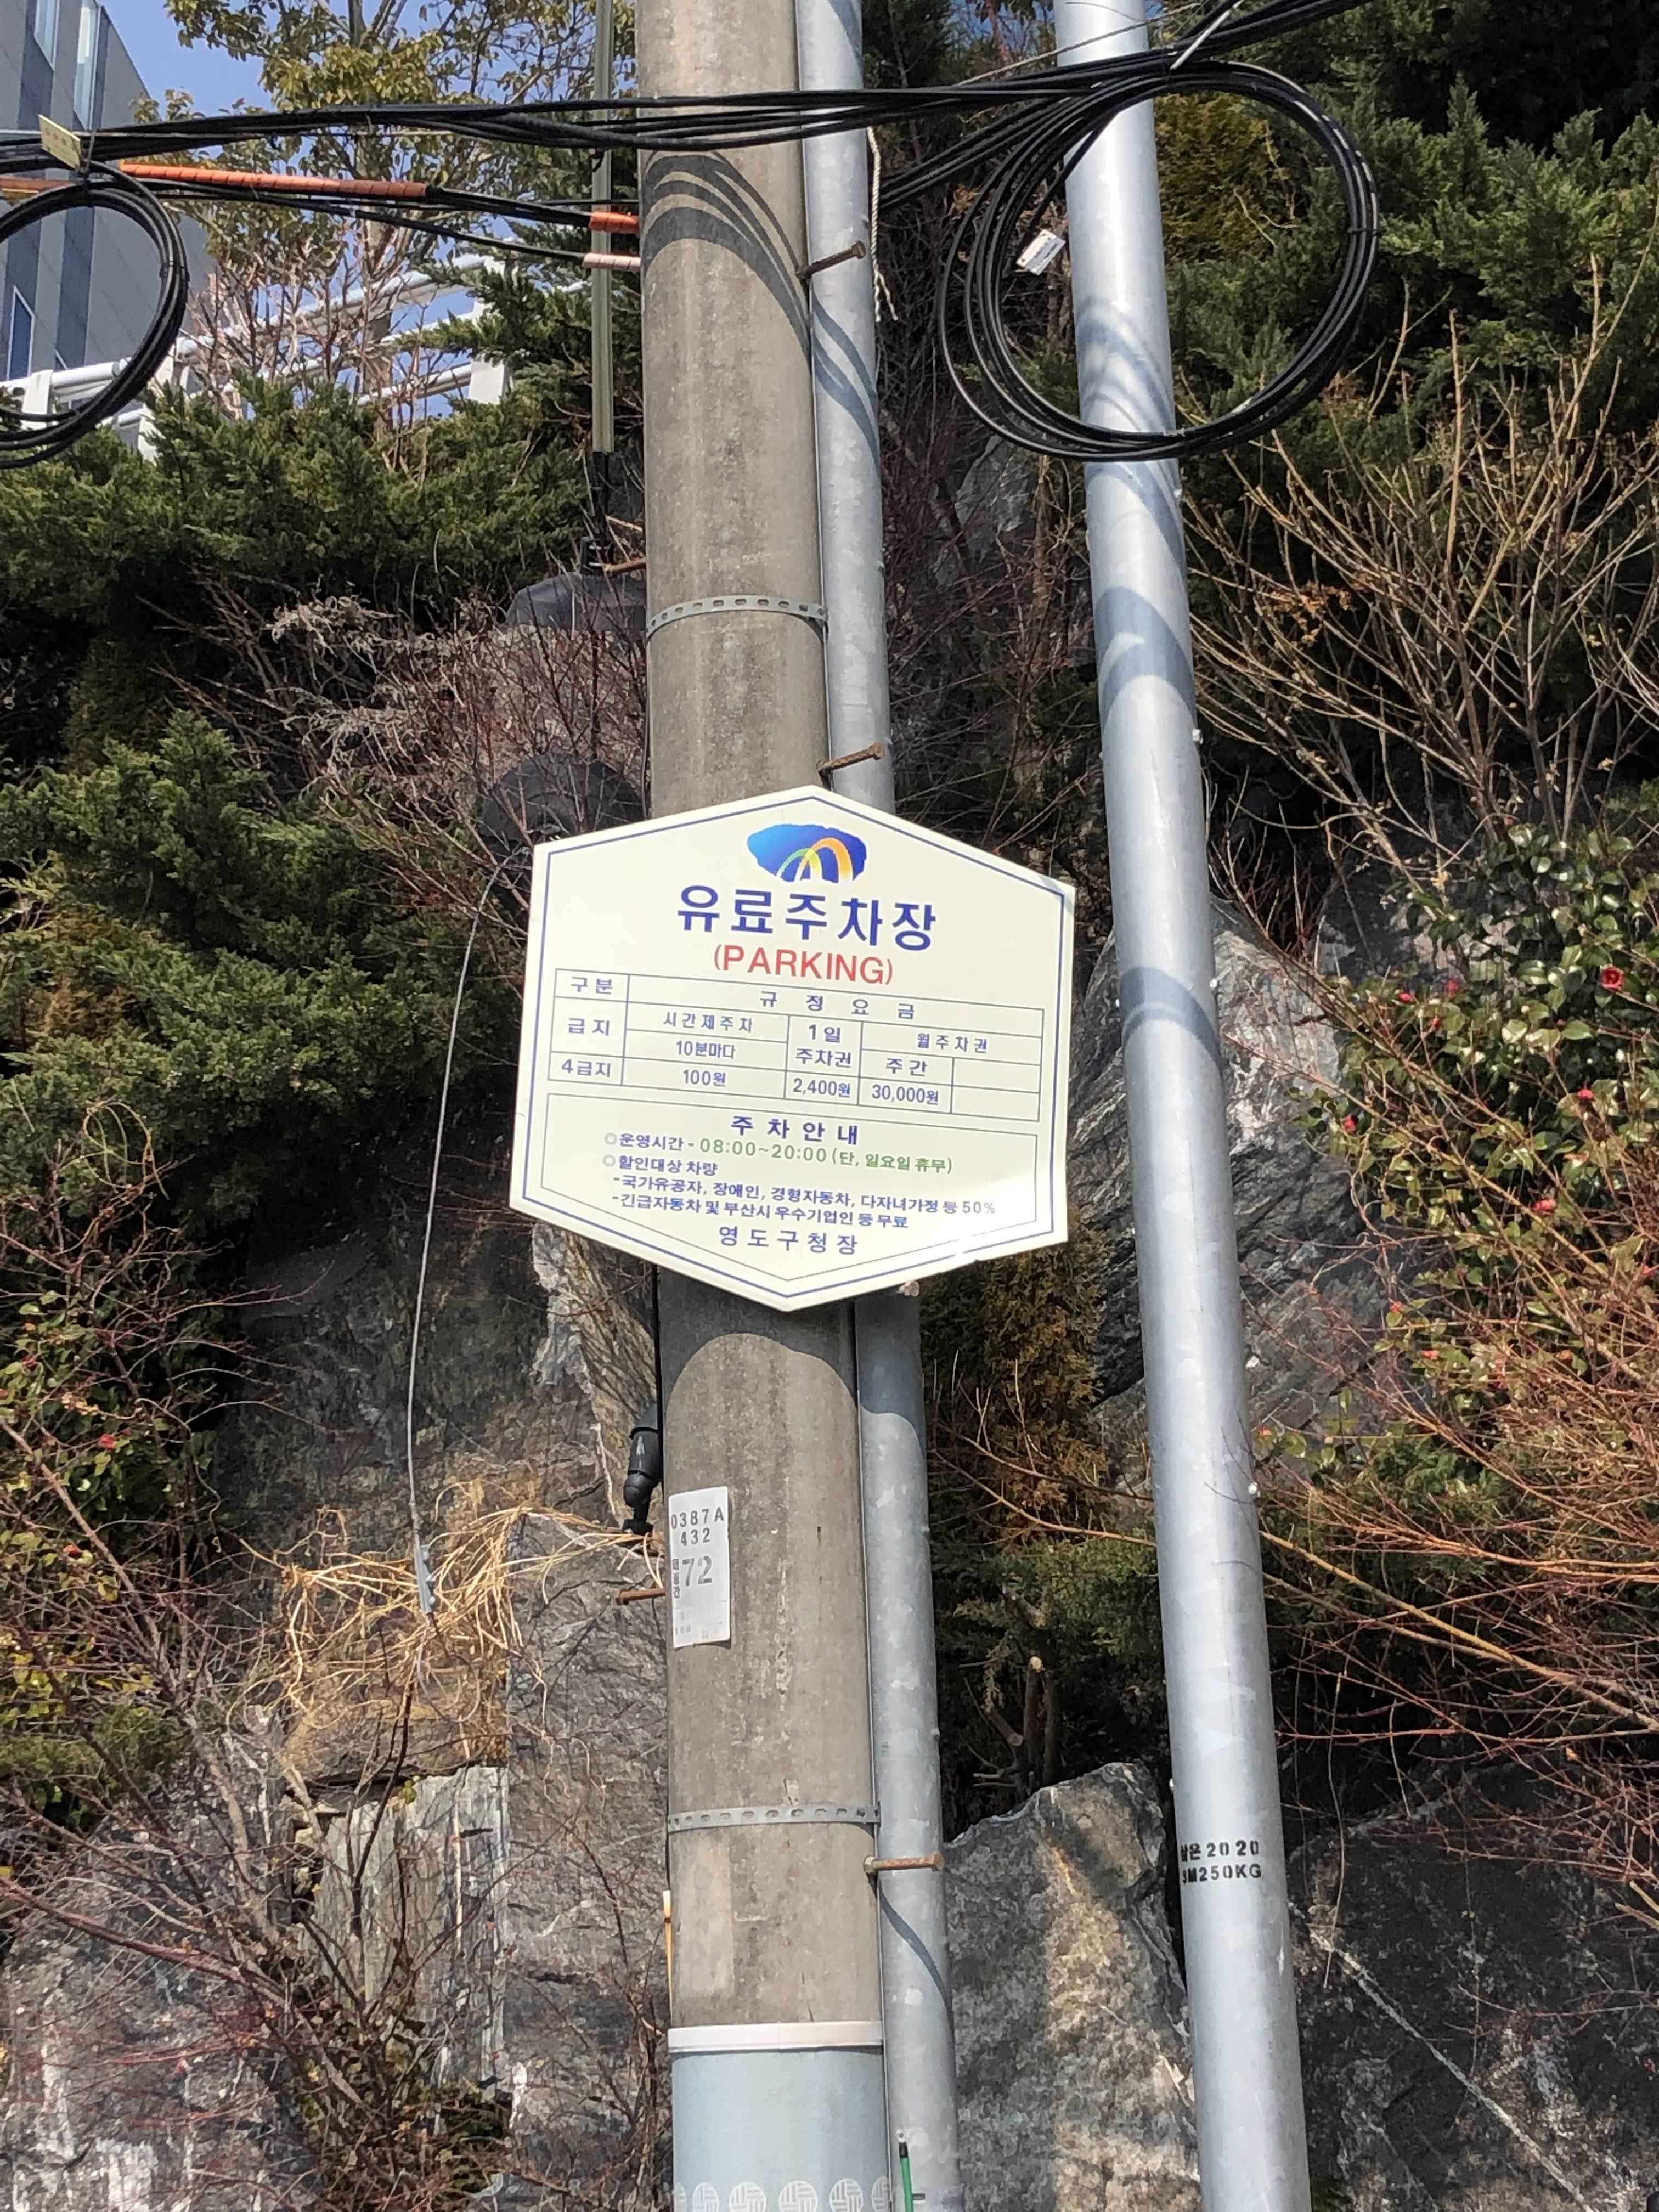 유료주차장
(PARKING)
구분 규정요금
급지 시간제주차 1일 월주차권
10분마다 주차권 주간
4급지 100원 2,400원 30,000원
주차안내
◎운영시간 - 08:00~20:00 (단, 일요일 휴무)
◎할인대상 차량
-국가유공자, 장애인, 경형자동차, 다자녀가정 등 50%
-긴급자동차 및 부산시 우수기업인 등 무료
영도구청장
0387A
432
72
2020
250KG